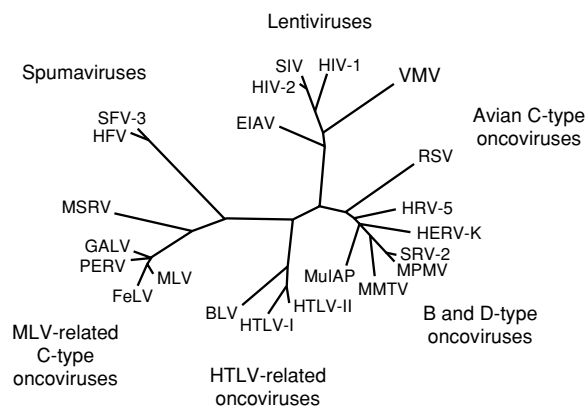 Lentiviruses
SIV
HIV-1
HIV-2
VMV
Spumaviruses
SFV-3
HFV
EIAV
Avian C-type
oncoviruses
RSV
MSRV
HRV-5
HERV-K
GALV
PERV
MLV
FeLV
SRV-2
MPMV
MuIAP
MMTV
BLV
HTLV-I
HTLV-II
B and D-type
oncoviruses
MLV-related
C-type
oncoviruses
HTLV-related
oncoviruses